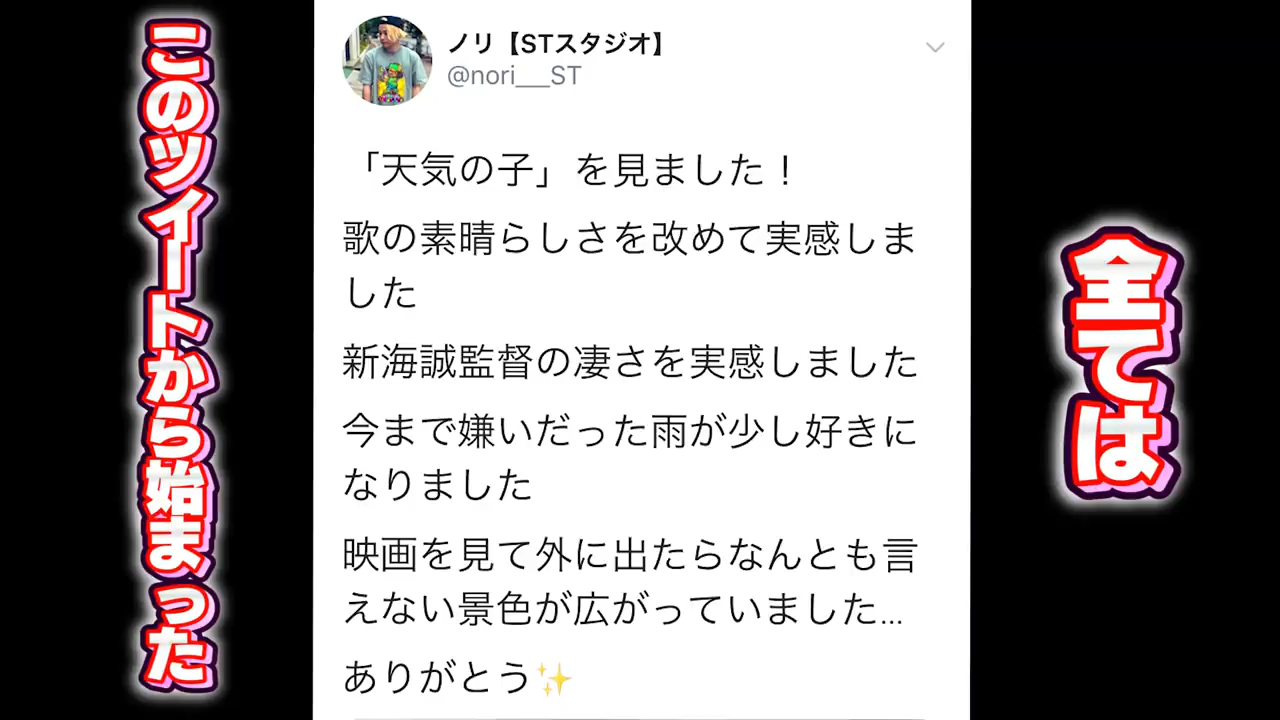 全ては
このツイートから始まった
ノリ【STスタジオ】
@nori___ST
「天気の子」を見ました！
歌の素晴らしさを改めて実感しま
した
新海誠監督の凄さを実感しました
今まで嫌いだった雨が少し好きに
なりました
映画を見て外に出たらなんとも言
えない景色が広がっていました...
ありがとう✨